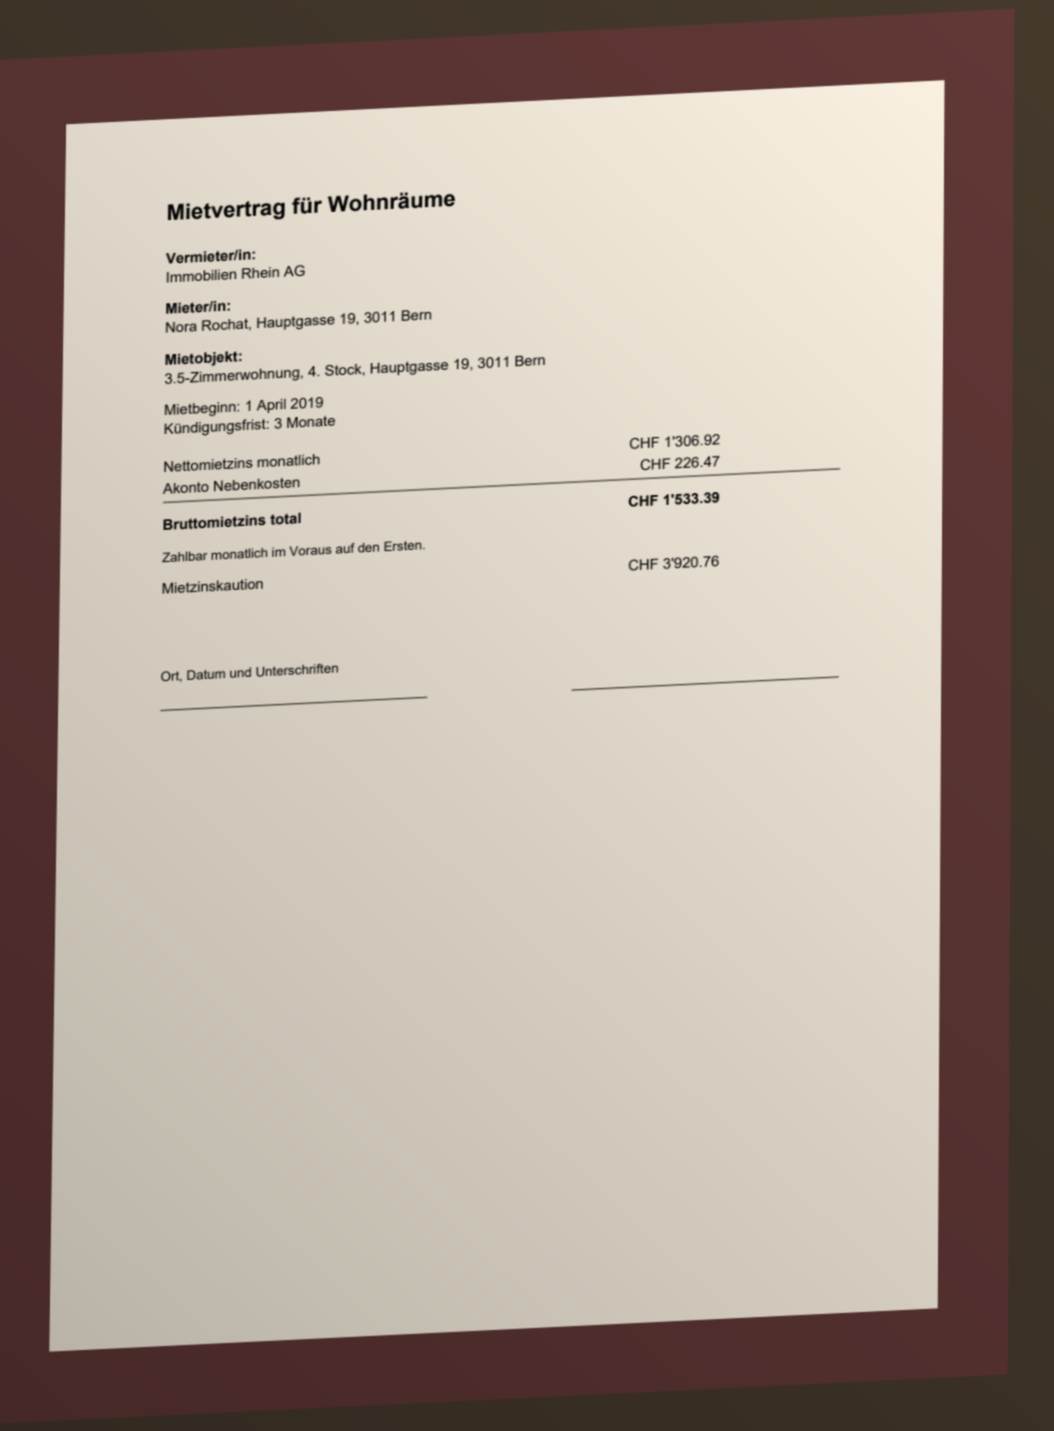 Mietvertrag für Wohnräume
Vermieter/in:
Immobilien Rhein AG
Mieter/in:
Nora Rochat, Hauptgasse 19, 3011 Bern
Mietobjekt:
3.5-Zimmerwohnung, 4. Stock, Hauptgasse 19, 3011 Bern
Mietbeginn: 1 April 2019
Kündigungsfrist: 3 Monate
Nettomietzins monatlich CHF 1'306.92
Akonto Nebenkosten CHF 226.47
Bruttomietzins total CHF 1'533.39
Zahlbar monatlich im Voraus auf den Ersten.
Mietzinskaution CHF 3'920.76
Ort, Datum und Unterschriften